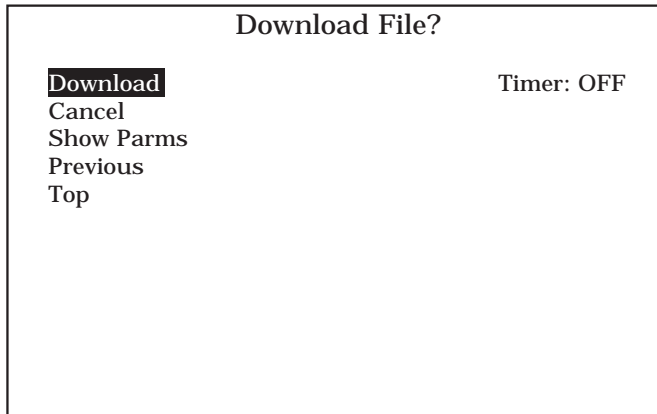 Download File?
Download Timer: OFF
Cancel
Show Parms
Previous
Top